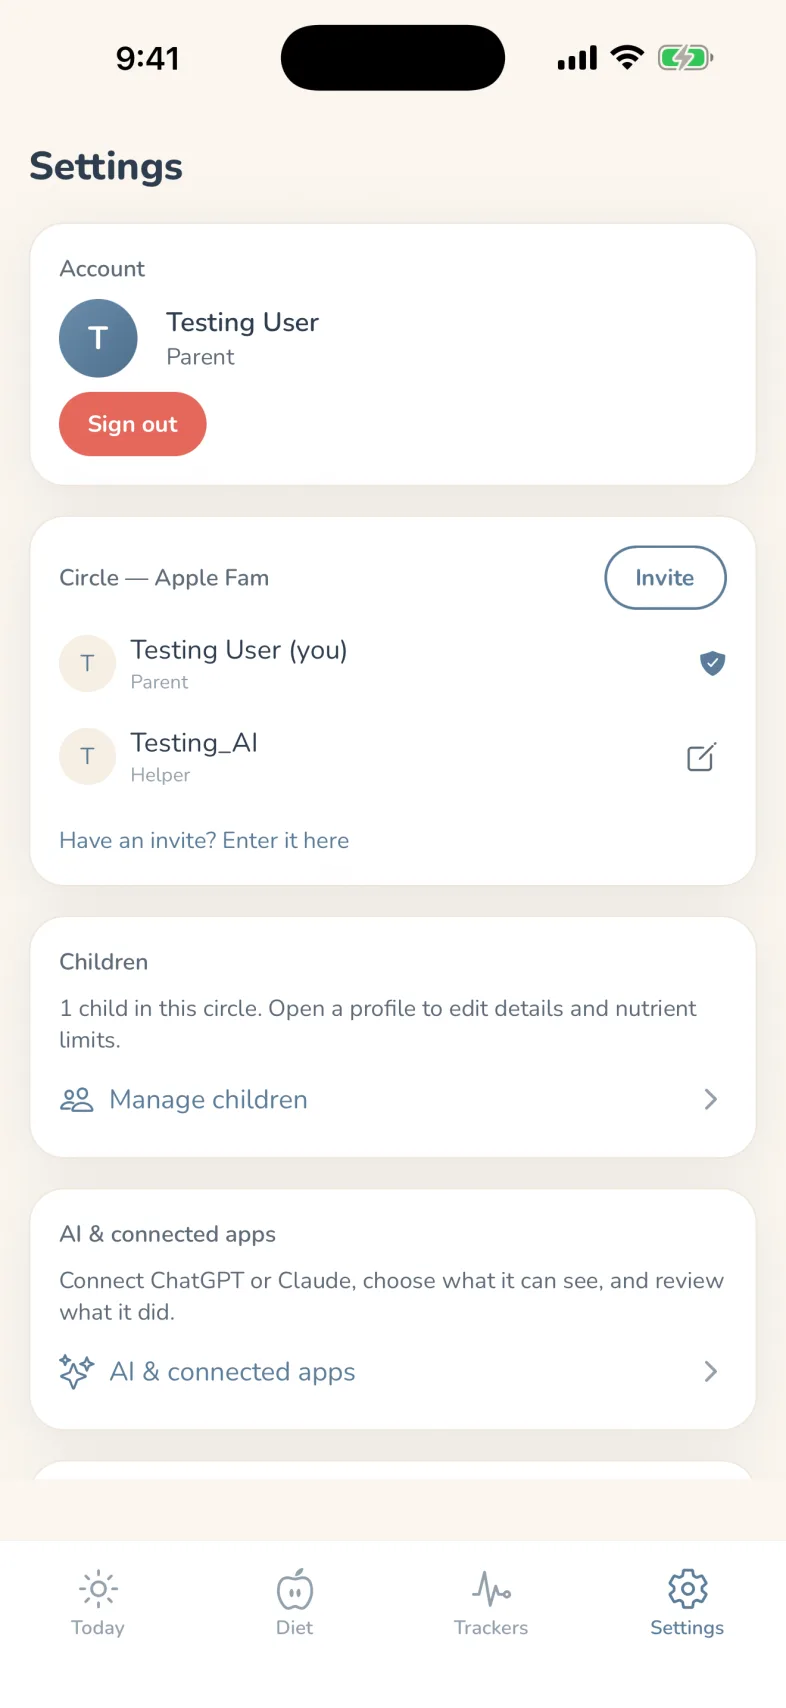 9:41
Settings
Account
T
Testing User
Parent
Sign out
Circle — Apple Fam
Invite
T
Testing User (you)
Parent
T
Testing_AI
Helper
Have an invite? Enter it here
Children
1 child in this circle. Open a profile to edit details and nutrient
limits.
Manage children
AI & connected apps
Connect ChatGPT or Claude, choose what it can see, and review
what it did.
AI & connected apps
Today
Diet
Trackers
Settings